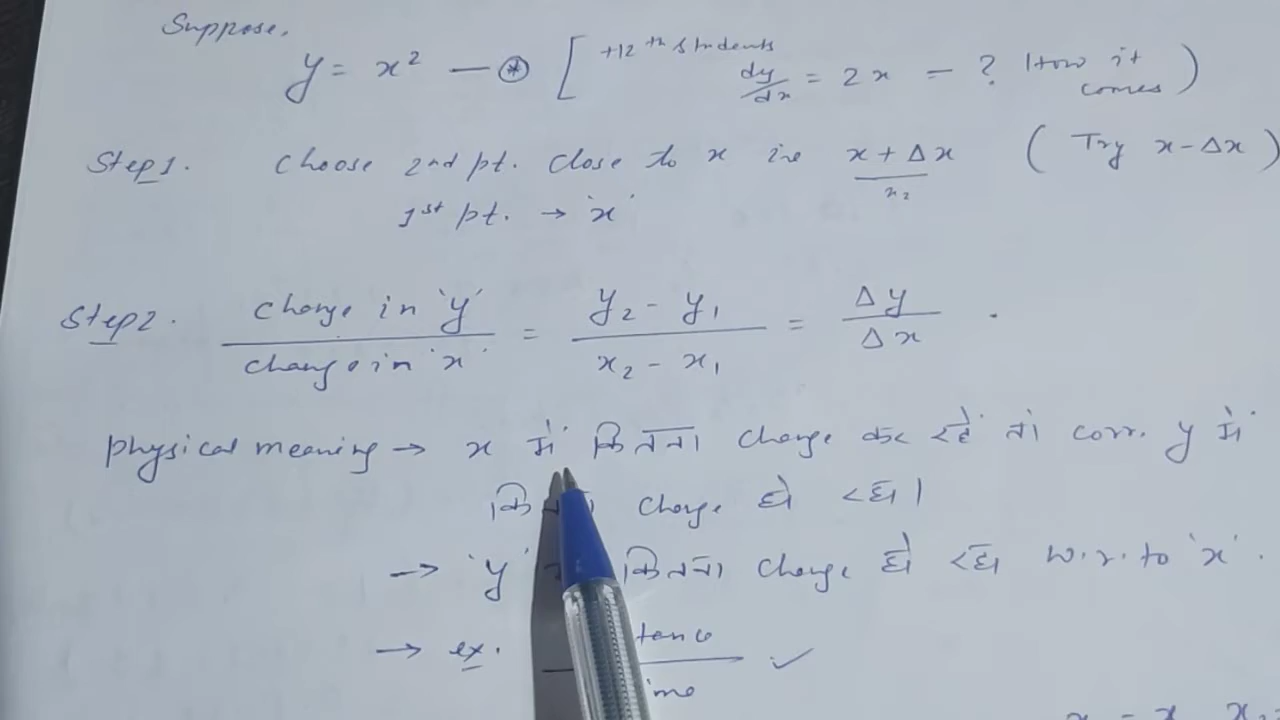 Suppose,
y = x² — ⊛ [ +12th students
dy/dx = 2x — ? How it comes )
Step 1. Choose 2nd pt. close to x i.e x + Δx ( Try x - Δx )
x₂
1st pt. → 'x'
Step 2. change in 'y' / change in 'x' = y₂ - y₁ / x₂ - x₁ = Δy / Δx .
Physical meaning → x में कितना change कर रहे हैं तो corr. y में
change हो रहा।
→ 'y' कितना change हो रहा w.r.to 'x'.
→ ex.